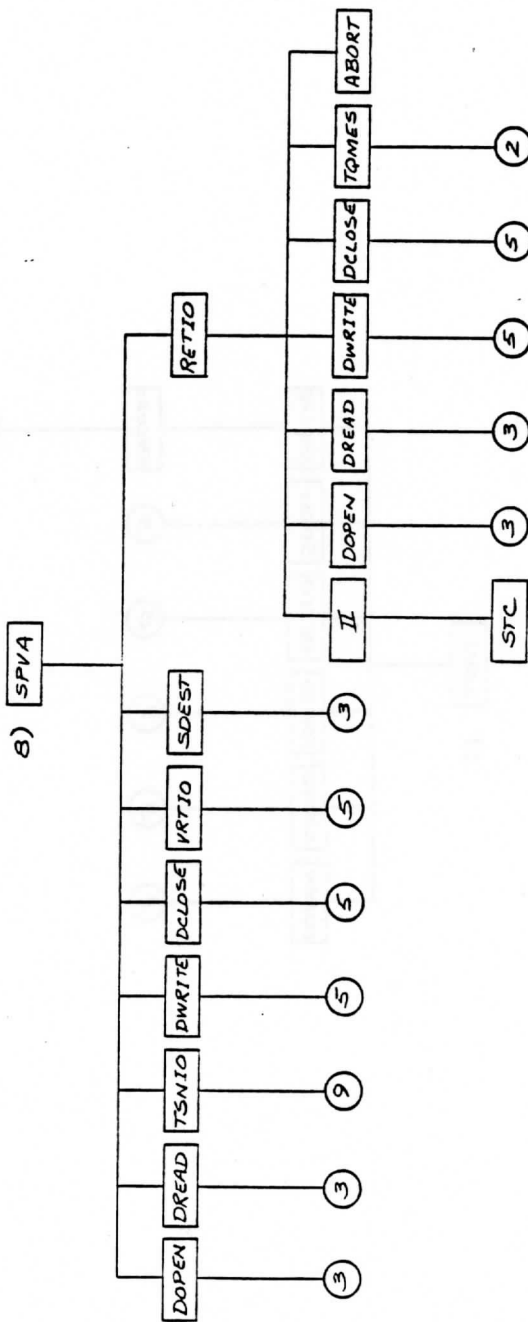 8)
SPVA
DOPEN DREAD TSNIO DWRITE DCLOSE VRTIO SDEST RETIO
3 3 9 5 5 5 3
II DOPEN DREAD DWRITE DCLOSE TQMES ABORT
STC 3 3 5 5 2